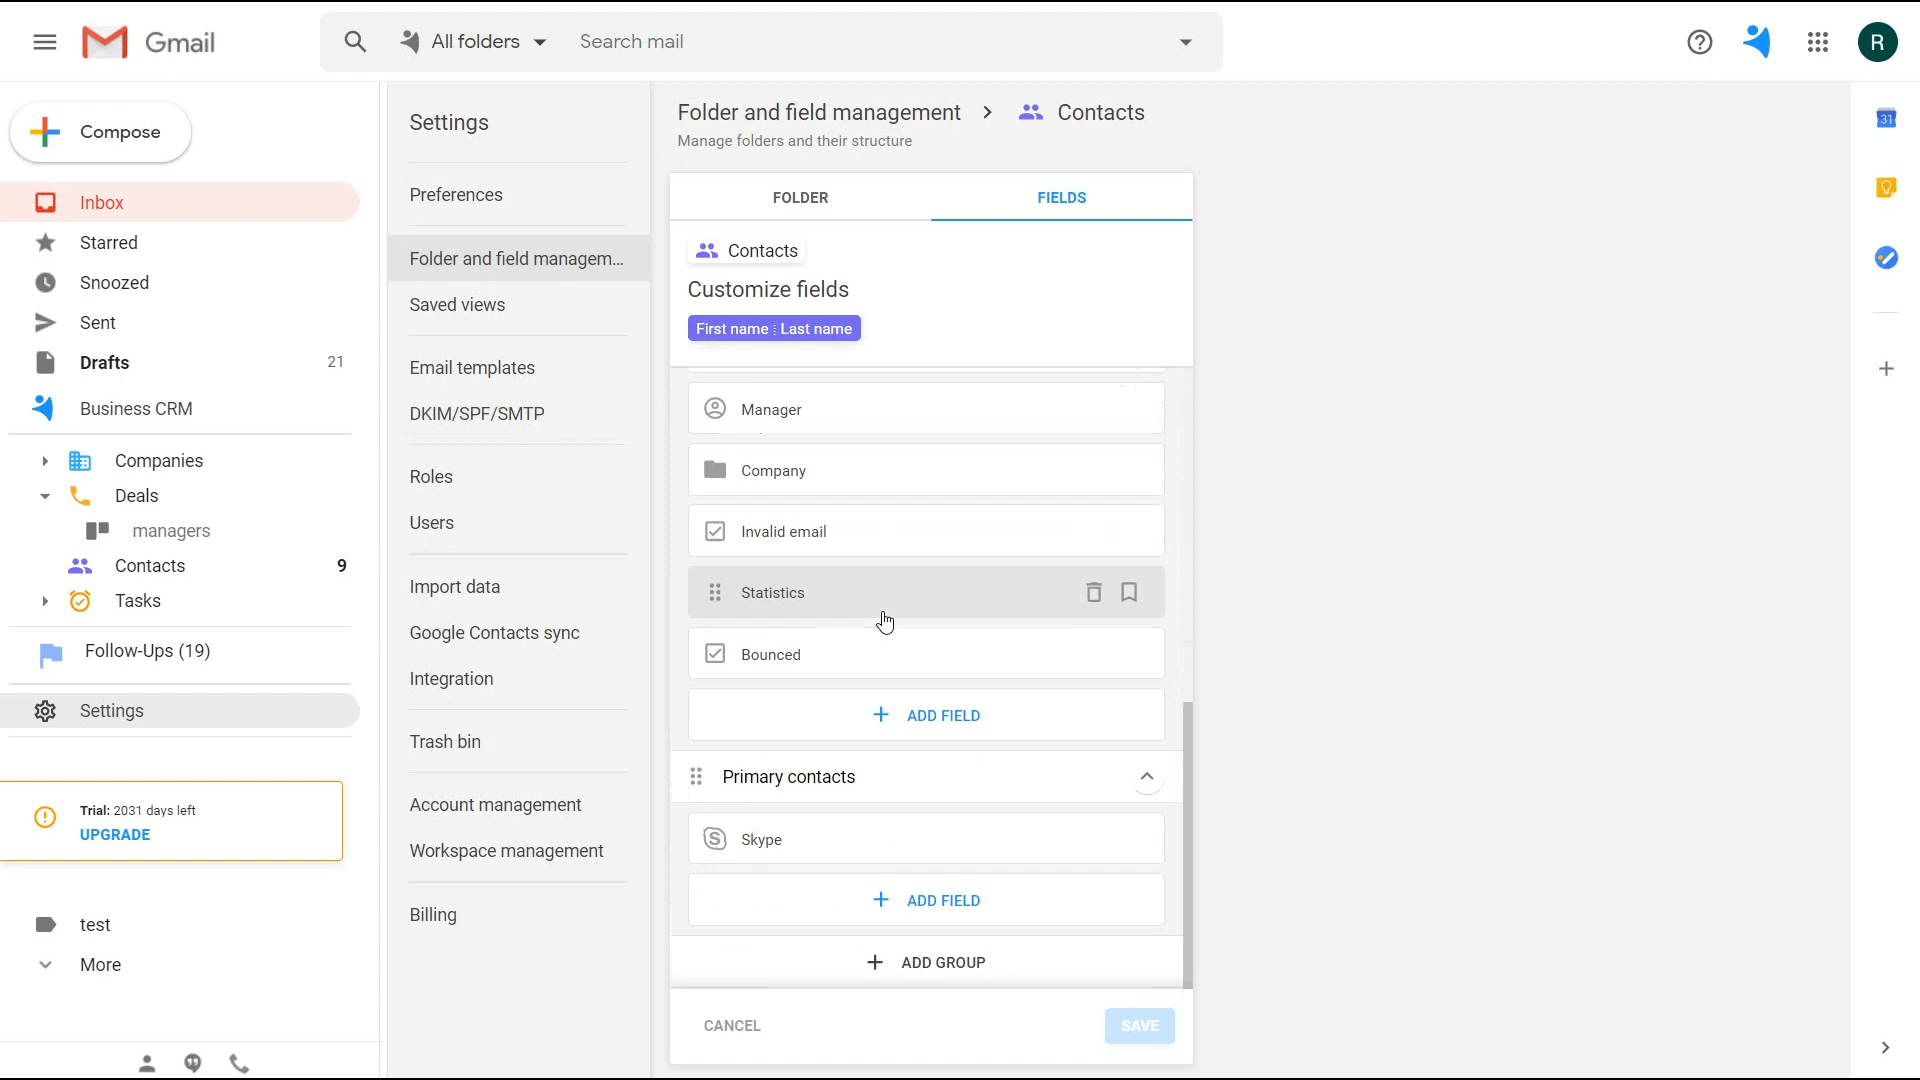 Gmail
All folders
Search mail
R
Compose
Inbox
Starred
Snoozed
Sent
Drafts 21
Business CRM
Companies
Deals
managers
Contacts 9
Tasks
Follow-Ups (19)
Settings
Trial: 2031 days left
UPGRADE
test
More
Settings
Preferences
Folder and field managem...
Saved views
Email templates
DKIM/SPF/SMTP
Roles
Users
Import data
Google Contacts sync
Integration
Trash bin
Account management
Workspace management
Billing
Folder and field management > Contacts
Manage folders and their structure
FOLDER FIELDS
Contacts
Customize fields
First name Last name
Manager
Company
Invalid email
Statistics
Bounced
+ ADD FIELD
Primary contacts
Skype
+ ADD FIELD
+ ADD GROUP
CANCEL SAVE
31